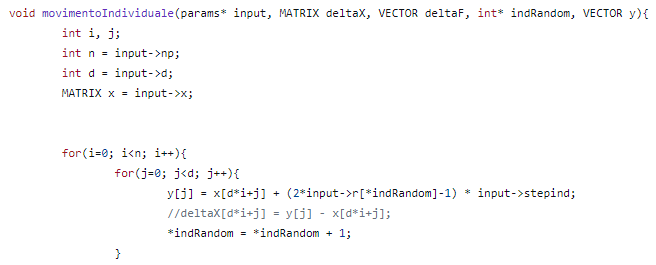 void movimentoIndividuale(params* input, MATRIX deltaX, VECTOR deltaF, int* indRandom, VECTOR y){
int i, j;
int n = input->np;
int d = input->d;
MATRIX x = input->x;
for(i=0; i<n; i++){
for(j=0; j<d; j++){
y[j] = x[d*i+j] + (2*input->r[*indRandom]-1) * input->stepind;
//deltaX[d*i+j] = y[j] - x[d*i+j];
*indRandom = *indRandom + 1;
}